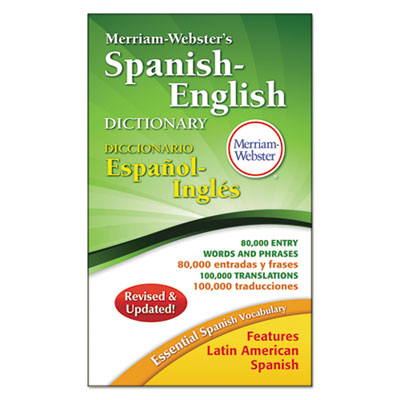 Merriam-Webster's
Spanish-
English
DICTIONARY
DICCIONARIO
Español-
Inglés
Merriam-
Webster
80,000 ENTRY
WORDS AND PHRASES
80,000 entradas y frases
100,000 TRANSLATIONS
100,000 traducciones
Revised &
Updated!
Essential Spanish Vocabulary
Features
Latin American
Spanish